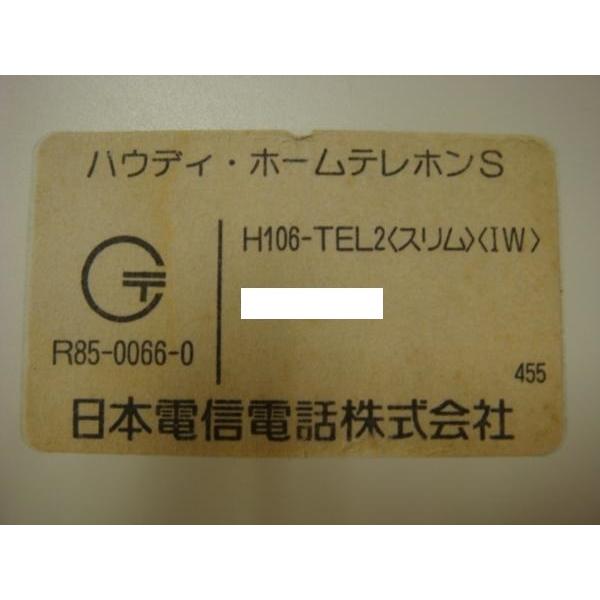 ハウディ・ホームテレホンS
H106-TEL2〈スリム〉〈IW〉
R85-0066-0
455
日本電信電話株式会社